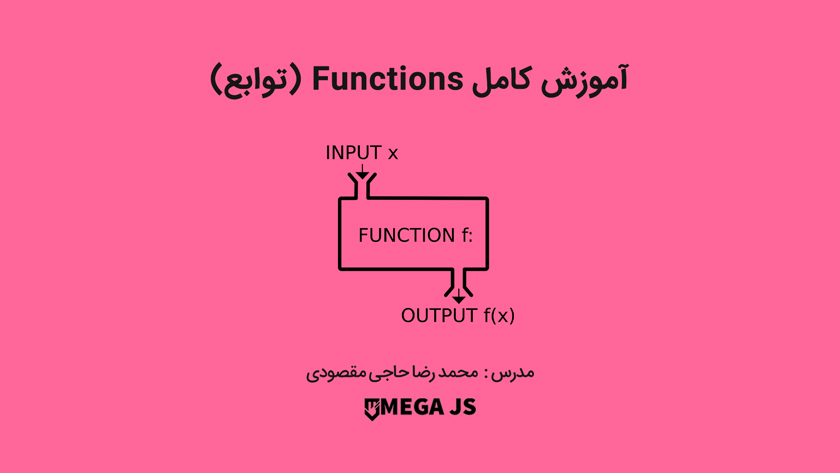 آموزش کامل Functions (توابع)
INPUT x
FUNCTION f:
OUTPUT f(x)
مدرس : محمد رضا حاجی مقصودی
MEGA JS